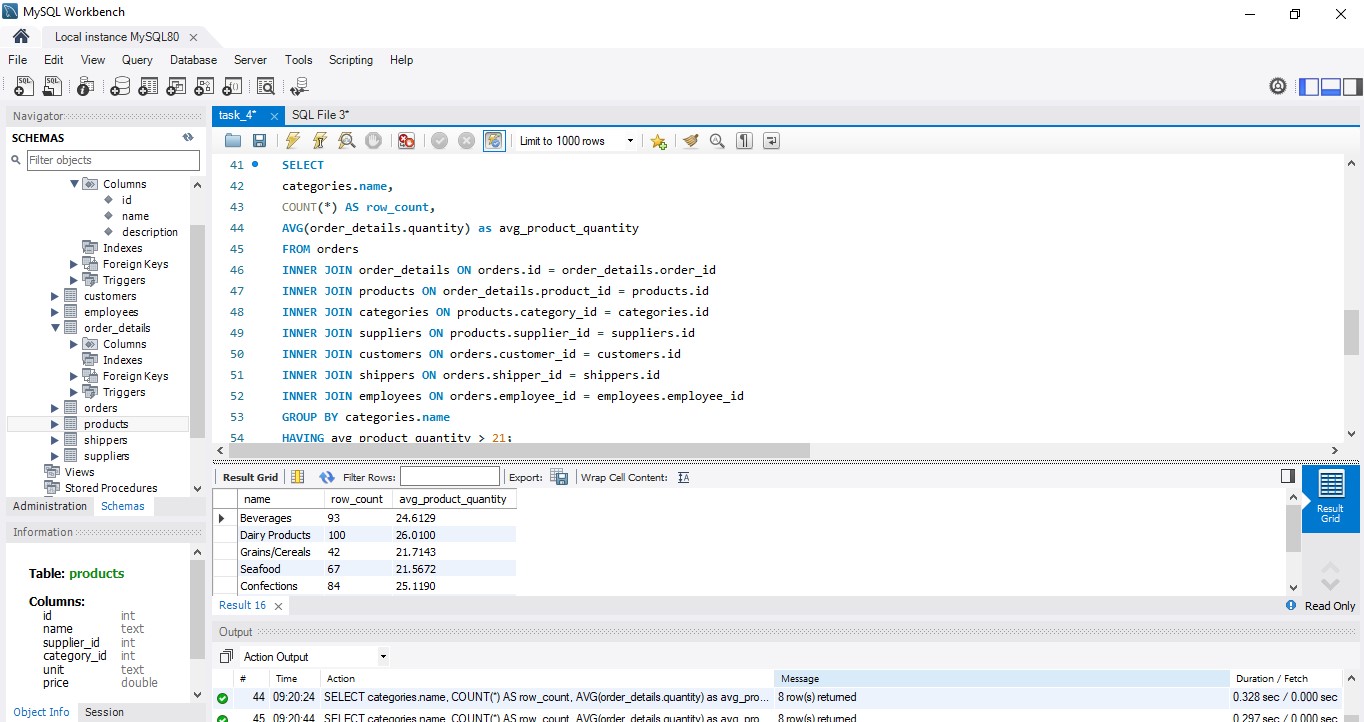 MySQL Workbench
Local instance MySQL80
File Edit View Query Database Server Tools Scripting Help
Navigator
SCHEMAS
Filter objects
Columns
id
name
description
Indexes
Foreign Keys
Triggers
customers
employees
order_details
Columns
Indexes
Foreign Keys
Triggers
orders
products
shippers
suppliers
Views
Stored Procedures
Administration Schemas
Information
Table: products
Columns:
id int
name text
supplier_id int
category_id int
unit text
price double
Object Info Session
task_4* SQL File 3*
Limit to 1000 rows
41 SELECT
42 categories.name,
43 COUNT(*) AS row_count,
44 AVG(order_details.quantity) as avg_product_quantity
45 FROM orders
46 INNER JOIN order_details ON orders.id = order_details.order_id
47 INNER JOIN products ON order_details.product_id = products.id
48 INNER JOIN categories ON products.category_id = categories.id
49 INNER JOIN suppliers ON products.supplier_id = suppliers.id
50 INNER JOIN customers ON orders.customer_id = customers.id
51 INNER JOIN shippers ON orders.shipper_id = shippers.id
52 INNER JOIN employees ON orders.employee_id = employees.employee_id
53 GROUP BY categories.name
54 HAVING avg_product_quantity > 21;
Result Grid Filter Rows: Export: Wrap Cell Content:
name row_count avg_product_quantity
Beverages 93 24.6129
Dairy Products 100 26.0100
Grains/Cereals 42 21.7143
Seafood 67 21.5672
Confections 84 25.1190
Result
Grid
Result 16 Read Only
Output
Action Output
# Time Action Message Duration / Fetch
44 09:20:24 SELECT categories.name, COUNT(*) AS row_count, AVG(order_details.quantity) as avg_pro... 8 row(s) returned 0.328 sec / 0.000 sec
45 09:20:44 SELECT categories.name, COUNT(*) AS row_count, AVG(order_details.quantity) as avg_pro... 8 row(s) returned 0.297 sec / 0.000 sec